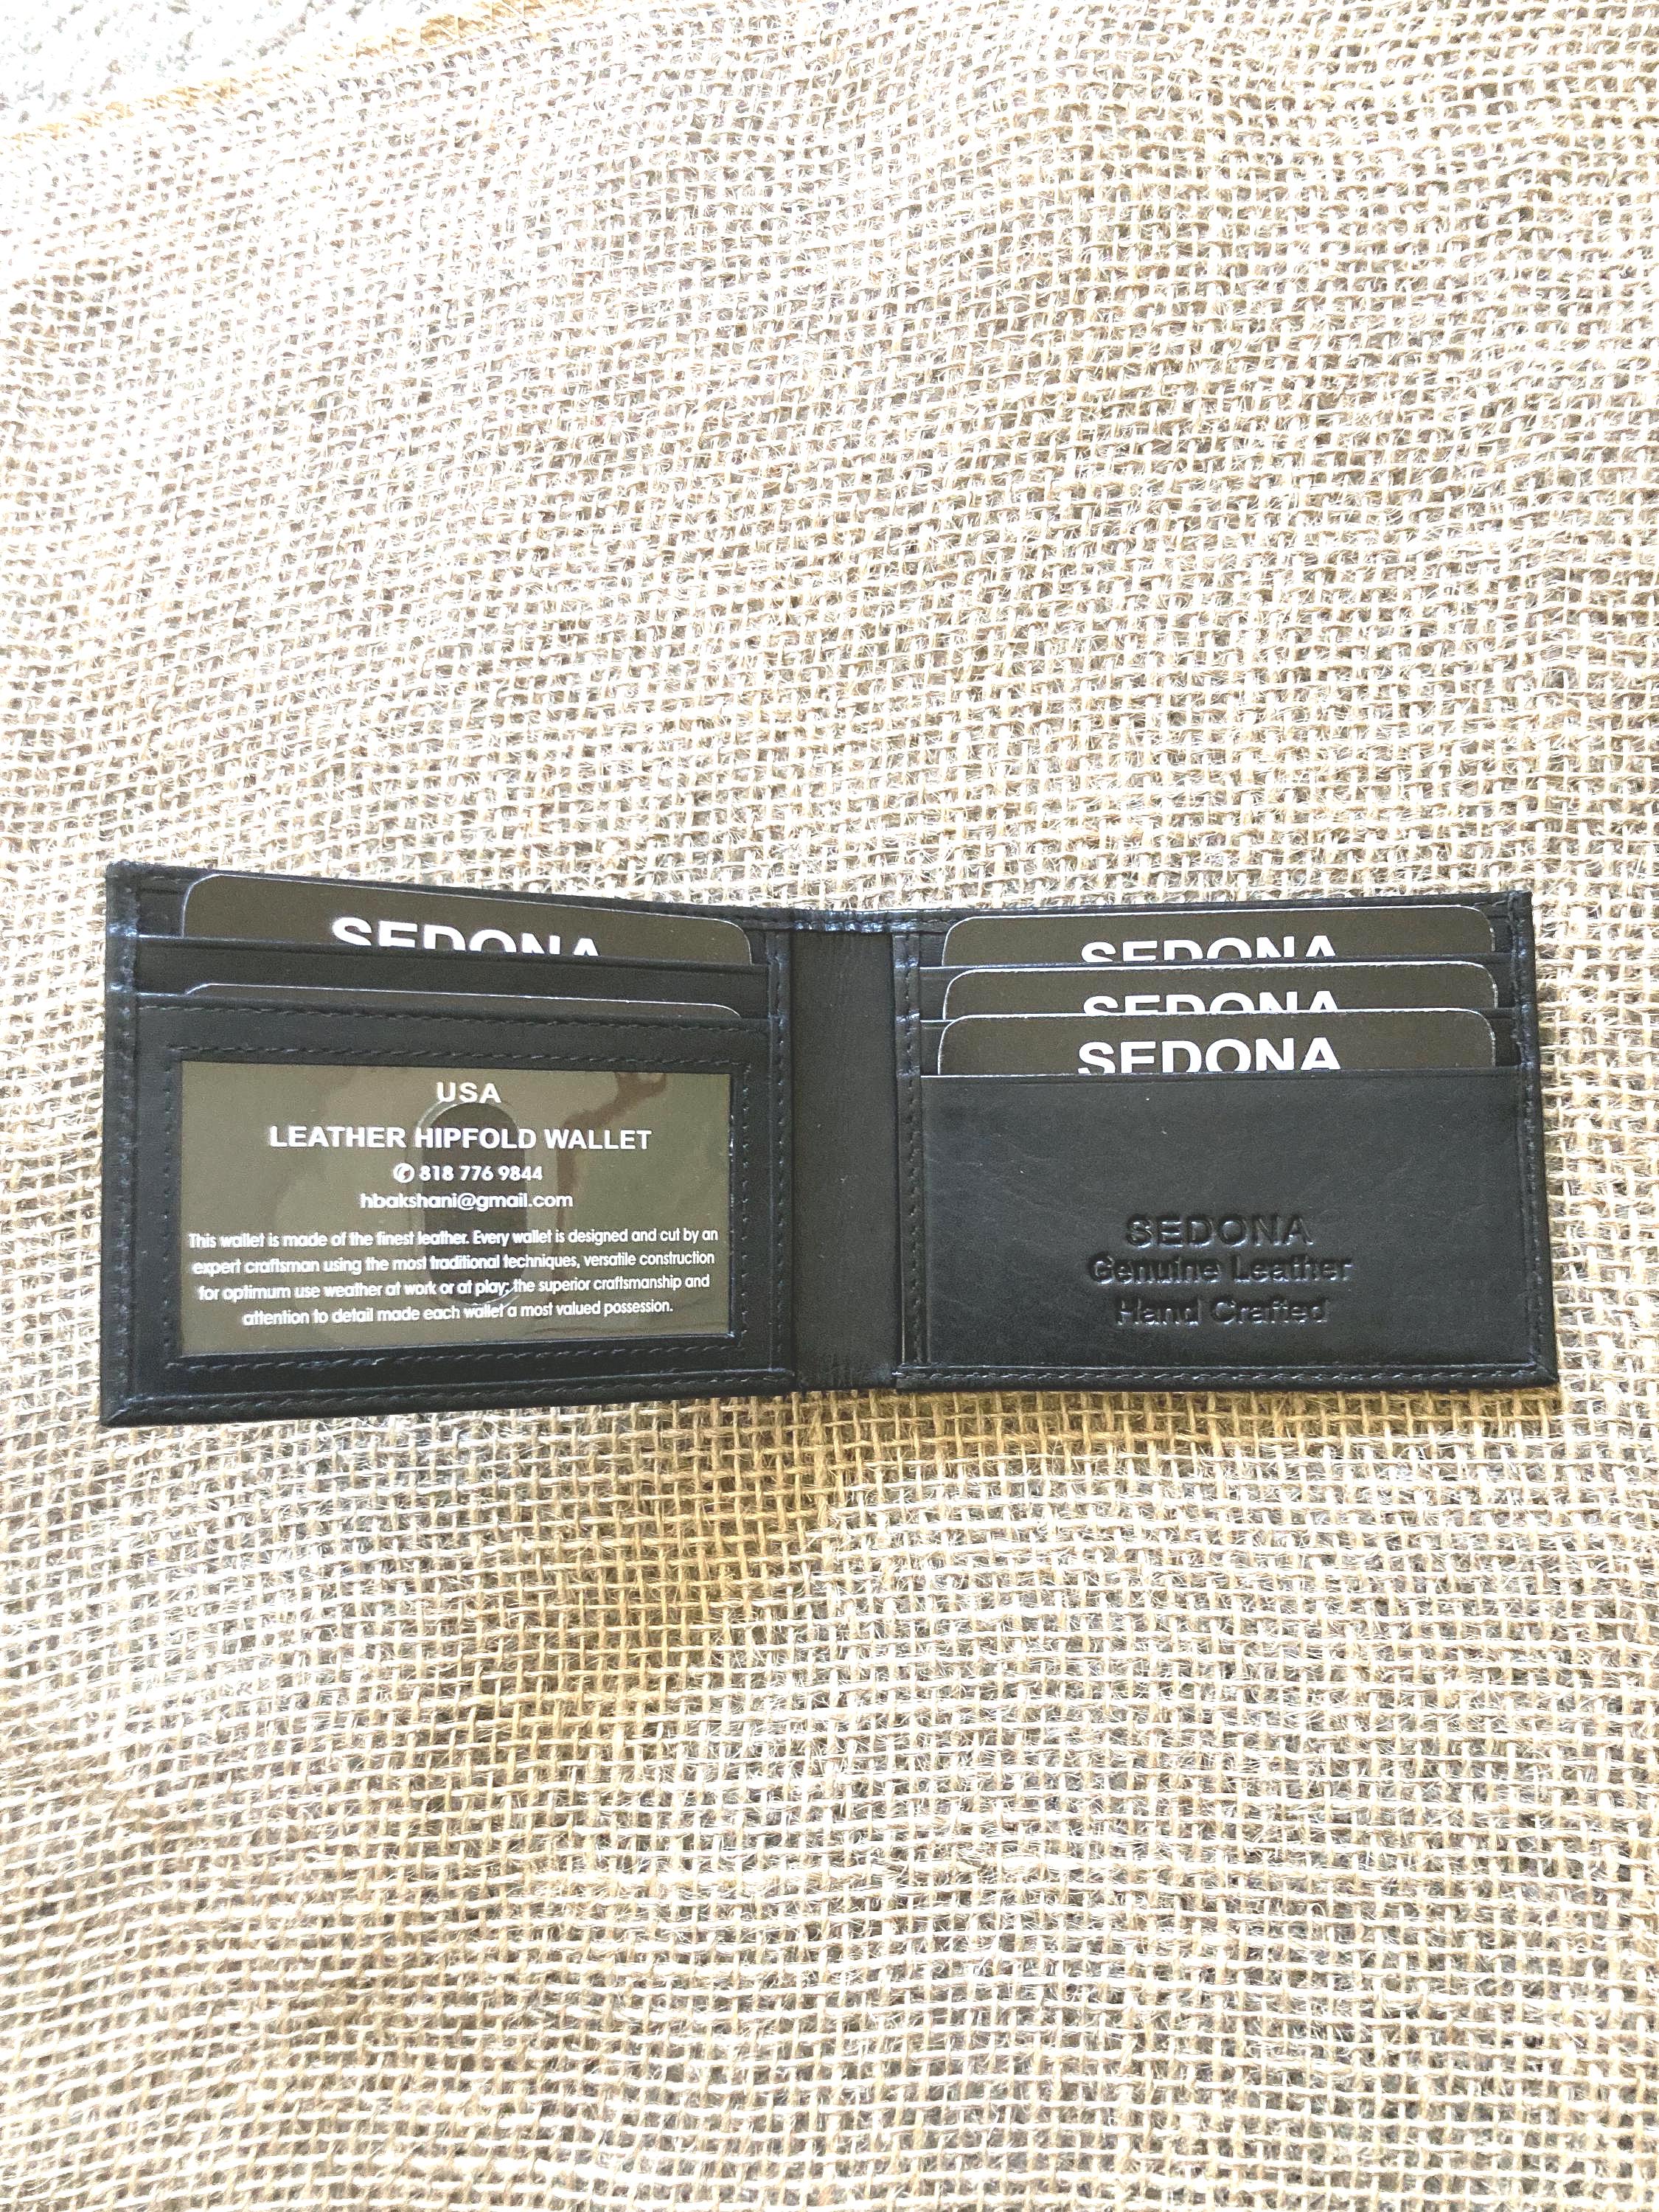 SEDONA
USA
LEATHER HIPFOLD WALLET
✆ 818 776 9844
hbakshani@gmail.com
This wallet is made of the finest leather. Every wallet is designed and cut by an
expert craftsman using the most traditional techniques, versatile construction
for optimum use weather at work or at play; the superior craftsmanship and
attention to detail made each wallet a most valued possession.
SEDONA
SEDONA
SEDONA
SEDONA
Genuine Leather
Hand Crafted